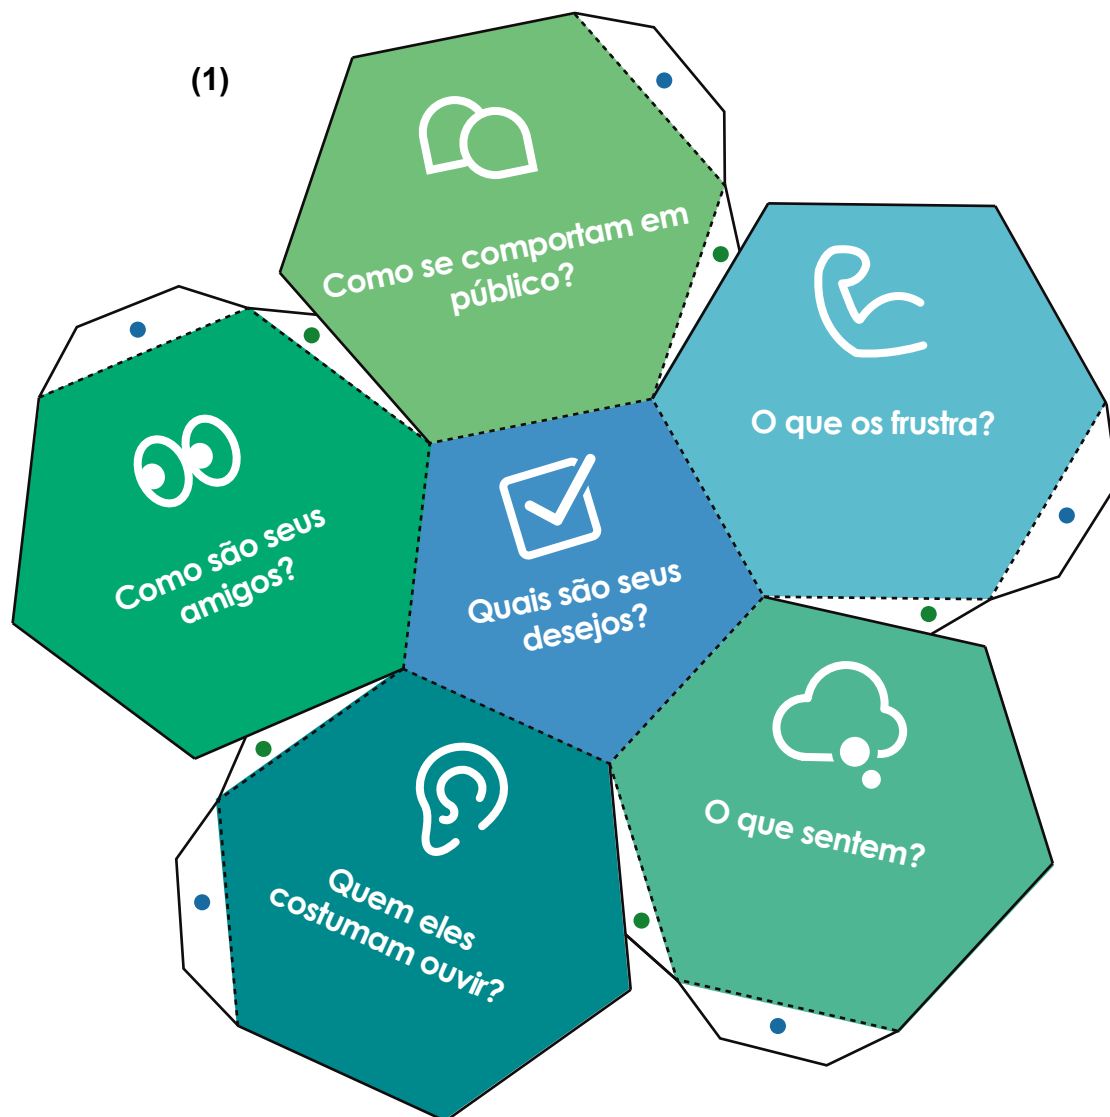 (1)
Como se comportam em
público?
O que os frustra?
Como são seus
amigos?
Quais são seus
desejos?
O que sentem?
Quem eles
costumam ouvir?